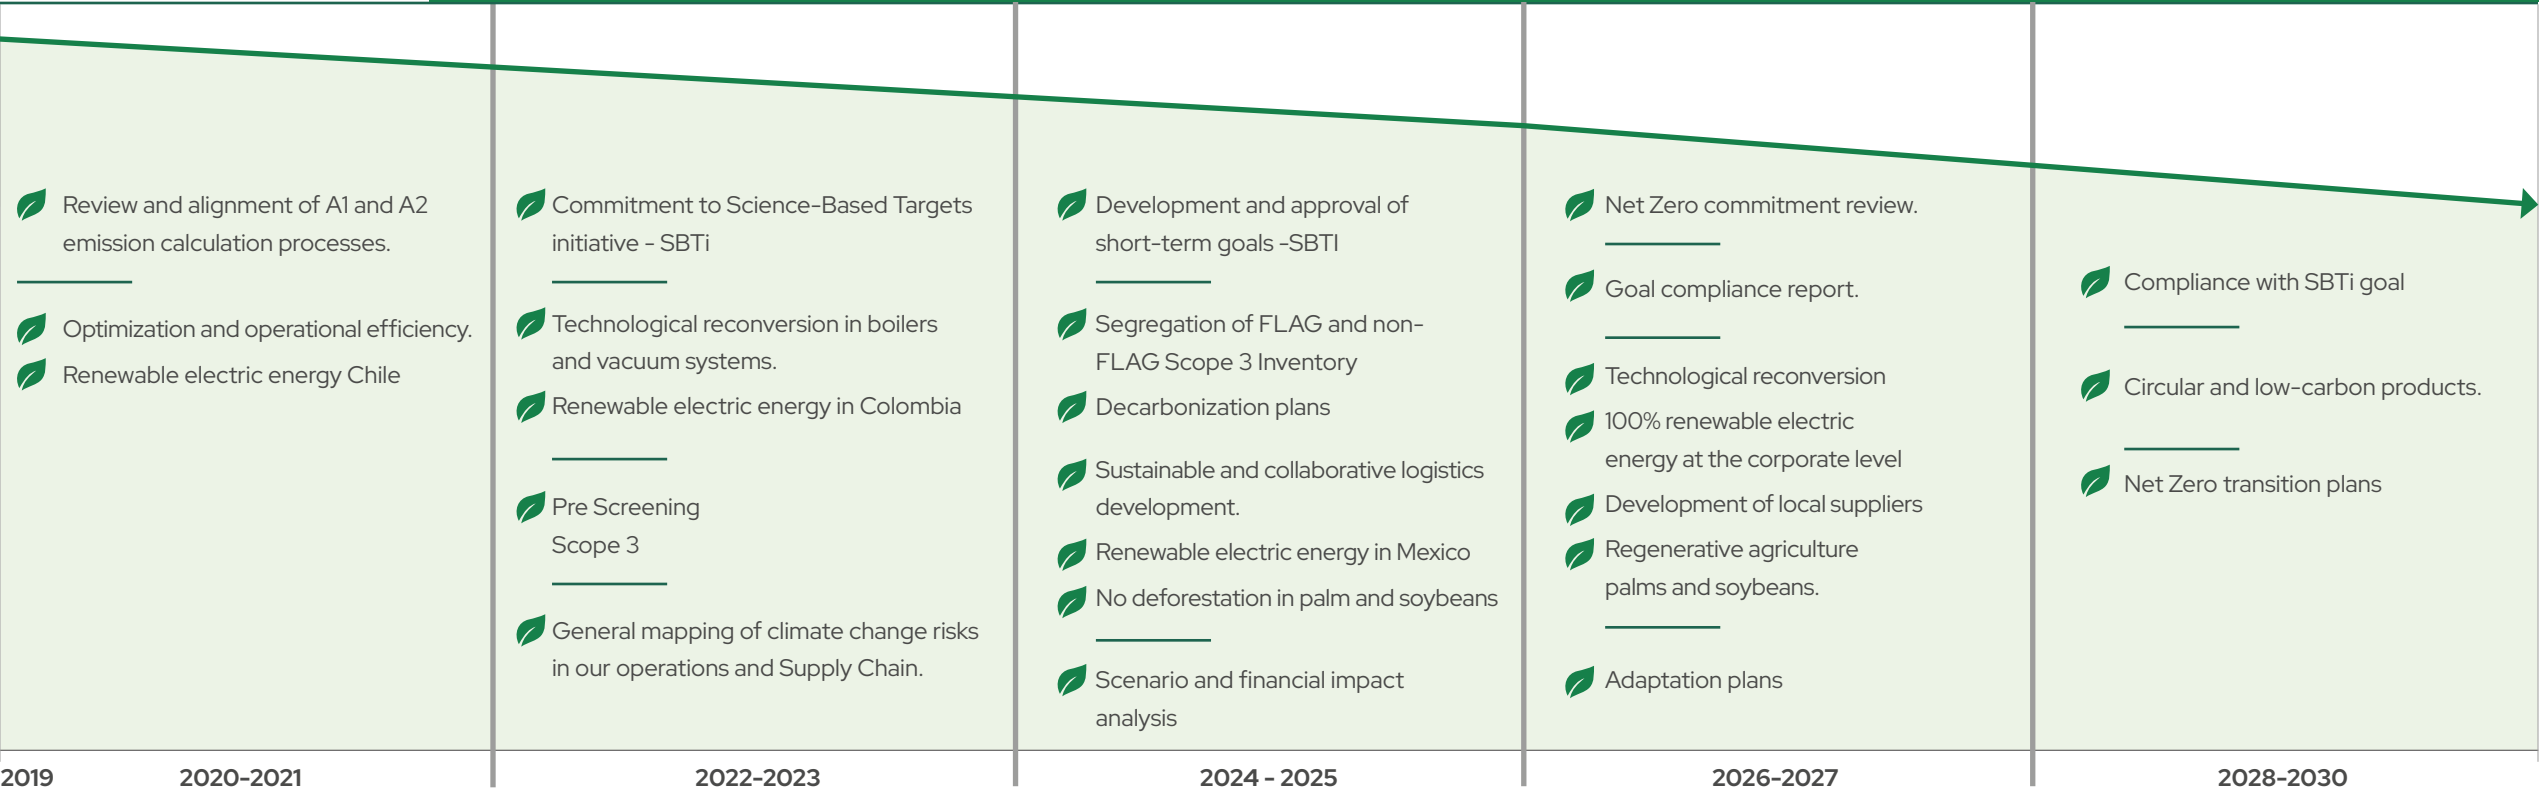 Review and alignment of A1 and A2
emission calculation processes.
Optimization and operational efficiency.
Renewable electric energy Chile
Commitment to Science-Based Targets
initiative - SBTi
Technological reconversion in boilers
and vacuum systems.
Renewable electric energy in Colombia
Pre Screening
Scope 3
General mapping of climate change risks
in our operations and Supply Chain.
Development and approval of
short-term goals -SBTI
Segregation of FLAG and non-
FLAG Scope 3 Inventory
Decarbonization plans
Sustainable and collaborative logistics
development.
Renewable electric energy in Mexico
No deforestation in palm and soybeans
Scenario and financial impact
analysis
Net Zero commitment review.
Goal compliance report.
Technological reconversion
100% renewable electric
energy at the corporate level
Development of local suppliers
Regenerative agriculture
palms and soybeans.
Adaptation plans
Compliance with SBTi goal
Circular and low-carbon products.
Net Zero transition plans
2019
2020-2021
2022-2023
2024 - 2025
2026-2027
2028-2030